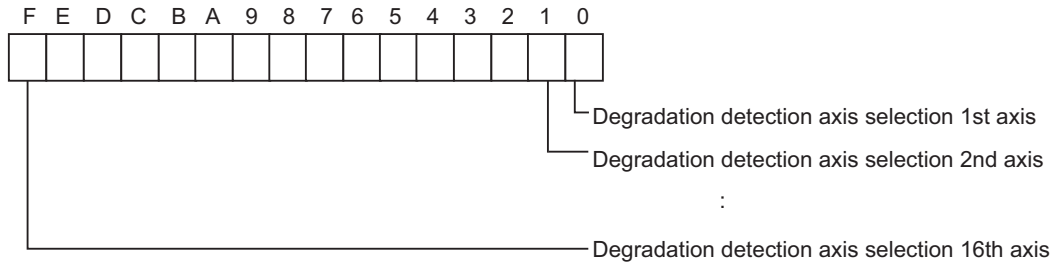 F E D C B A 9 8 7 6 5 4 3 2 1 0
Degradation detection axis selection 1st axis
Degradation detection axis selection 2nd axis
:
Degradation detection axis selection 16th axis